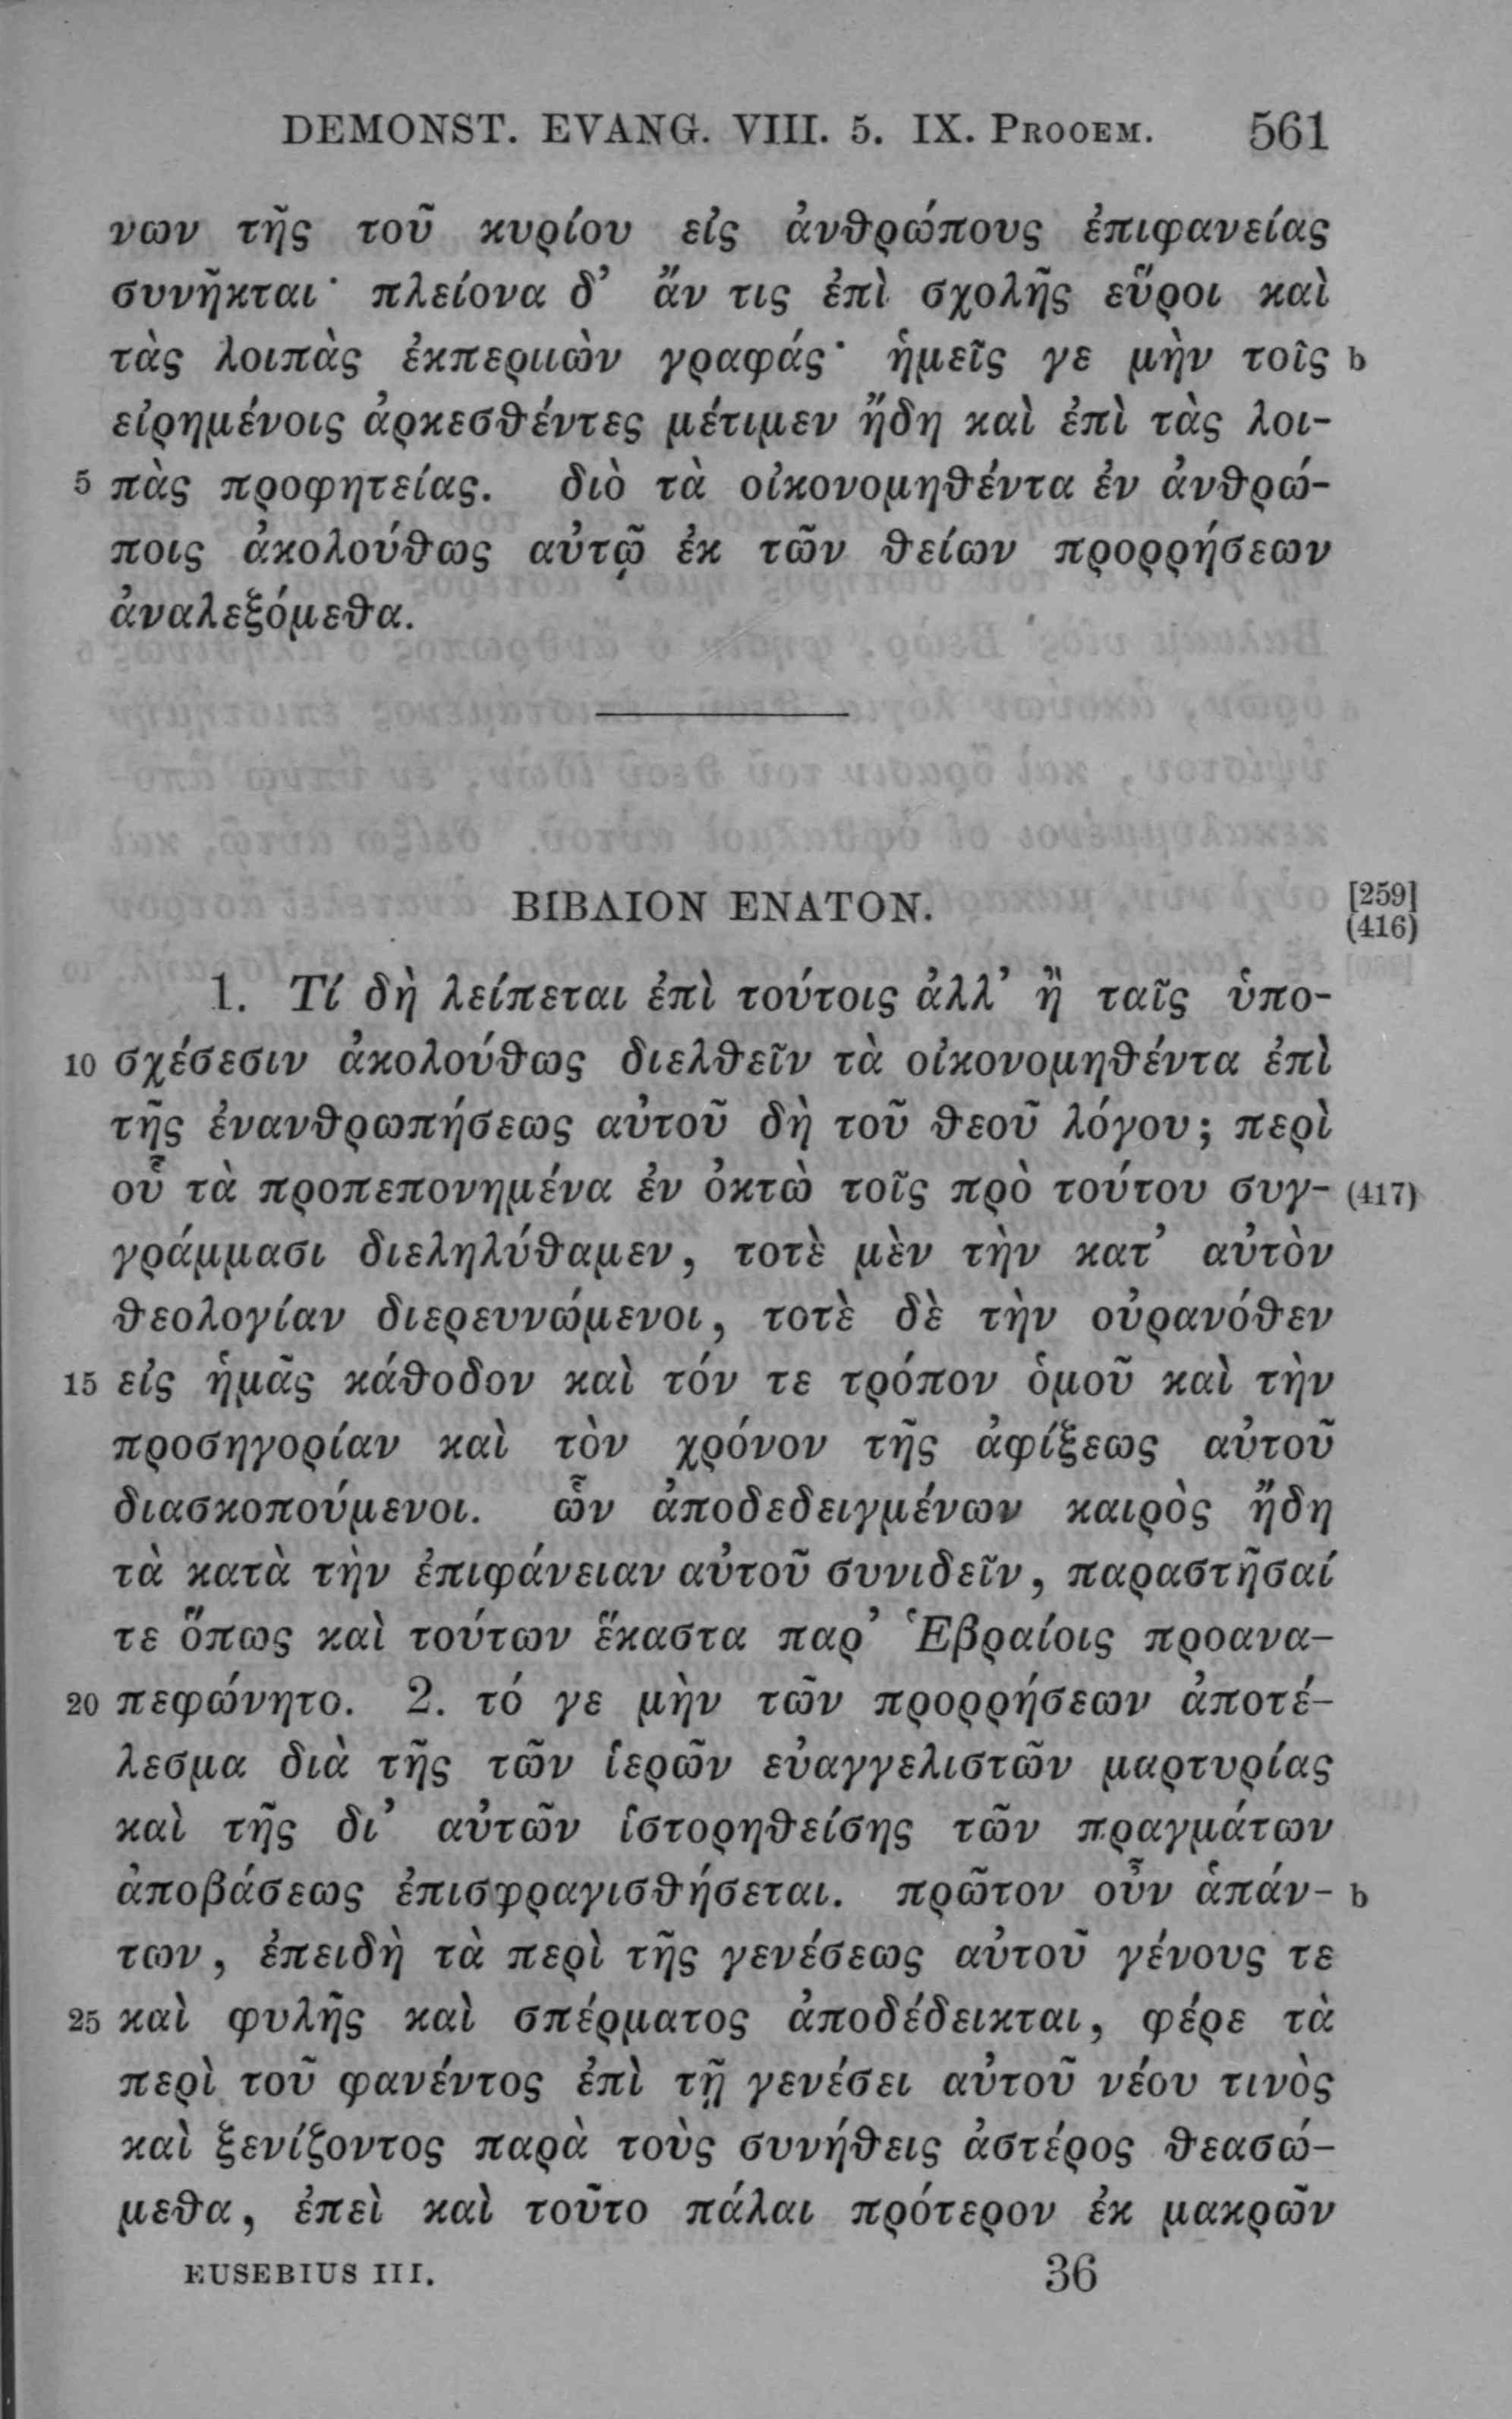 DEMONST. EVANG. VIII. 5. IX. PROOEM. 561
νων τῆς τοῦ κυρίου εἰς ἀνθρώπους ἐπιφανείας
συνῆκται· πλείονα δ’ ἄν τις ἐπὶ σχολῆς εὕροι καὶ
τὰς λοιπὰς ἐκπεριιὼν γραφάς· ἡμεῖς γε μὴν τοῖς b
εἰρημένοις ἀρκεσθέντες μέτιμεν ἤδη καὶ ἐπὶ τὰς λοι-
5 πὰς προφητείας. διὸ τὰ οἰκονομηθέντα ἐν ἀνθρώ-
ποις ἀκολούθως αὐτῷ ἐκ τῶν θείων προρρήσεων
ἀναλεξόμεθα.
ΒΙΒΛΙΟΝ ΕΝΑΤΟΝ. [259]
(416)
1. Τί δὴ λείπεται ἐπὶ τούτοις ἀλλ’ ἢ ταῖς ὑπο-
10 σχέσεσιν ἀκολούθως διελθεῖν τὰ οἰκονομηθέντα ἐπὶ
τῆς ἐνανθρωπήσεως αὐτοῦ δὴ τοῦ θεοῦ λόγου; περὶ
οὗ τὰ προπεπονημένα ἐν ὀκτὼ τοῖς πρὸ τούτου συγ- (417)
γράμμασι διεληλύθαμεν, τοτὲ μὲν τὴν κατ’ αὐτὸν
θεολογίαν διερευνώμενοι, τοτὲ δὲ τὴν οὐρανόθεν
15 εἰς ἡμᾶς κάθοδον καὶ τόν τε τρόπον ὁμοῦ καὶ τὴν
προσηγορίαν καὶ τὸν χρόνον τῆς ἀφίξεως αὐτοῦ
διασκοπούμενοι. ὧν ἀποδεδειγμένων καιρὸς ἤδη
τὰ κατὰ τὴν ἐπιφάνειαν αὐτοῦ συνιδεῖν, παραστῆσαί
τε ὅπως καὶ τούτων ἕκαστα παρ’ Ἑβραίοις προανα-
20 πεφώνητο. 2. τό γε μὴν τῶν προρρήσεων ἀποτέ-
λεσμα διὰ τῆς τῶν ἱερῶν εὐαγγελιστῶν μαρτυρίας
καὶ τῆς δι’ αὐτῶν ἱστορηθείσης τῶν πραγμάτων
ἀποβάσεως ἐπισφραγισθήσεται. πρῶτον οὖν ἁπάν- b
των, ἐπειδὴ τὰ περὶ τῆς γενέσεως αὐτοῦ γένους τε
25 καὶ φυλῆς καὶ σπέρματος ἀποδέδεικται, φέρε τὰ
περὶ τοῦ φανέντος ἐπὶ τῇ γενέσει αὐτοῦ νέου τινὸς
καὶ ξενίζοντος παρὰ τοὺς συνήθεις ἀστέρος θεασώ-
μεθα, ἐπεὶ καὶ τοῦτο πάλαι πρότερον ἐκ μακρῶν
EUSEBIUS III. 36